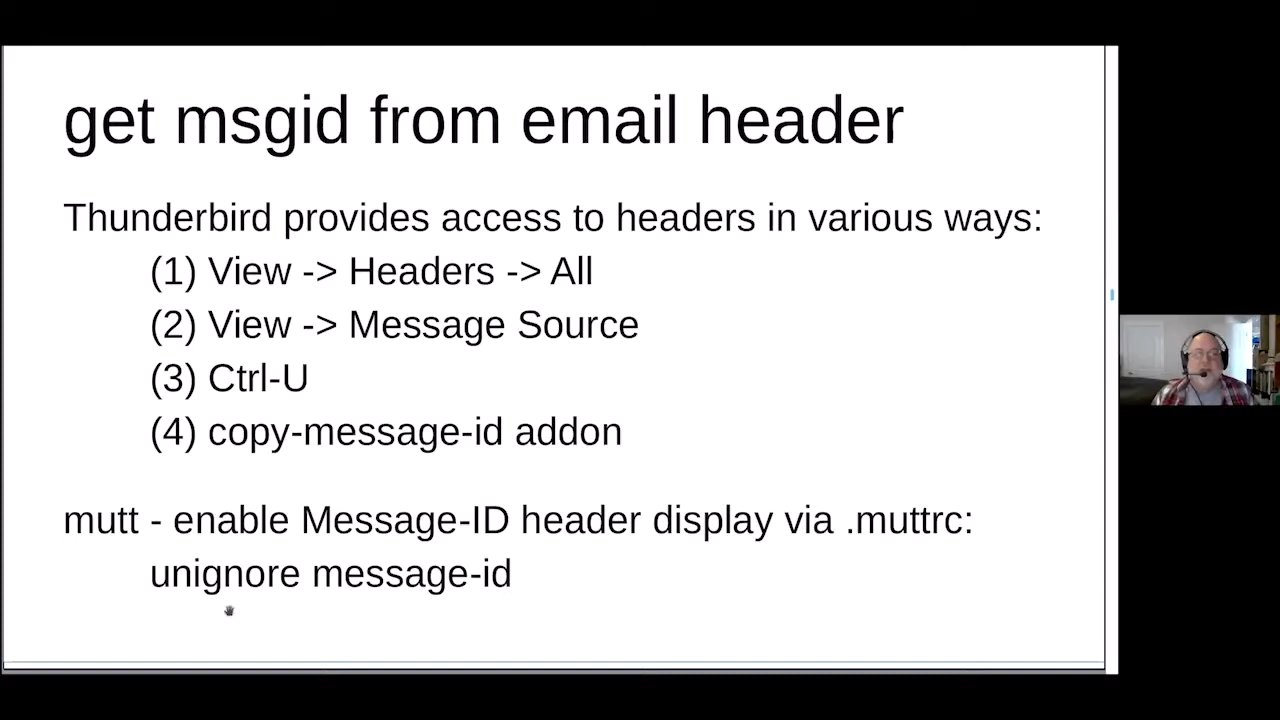 get msgid from email header
Thunderbird provides access to headers in various ways:
(1) View -> Headers -> All
(2) View -> Message Source
(3) Ctrl-U
(4) copy-message-id addon
mutt - enable Message-ID header display via .muttrc:
unignore message-id